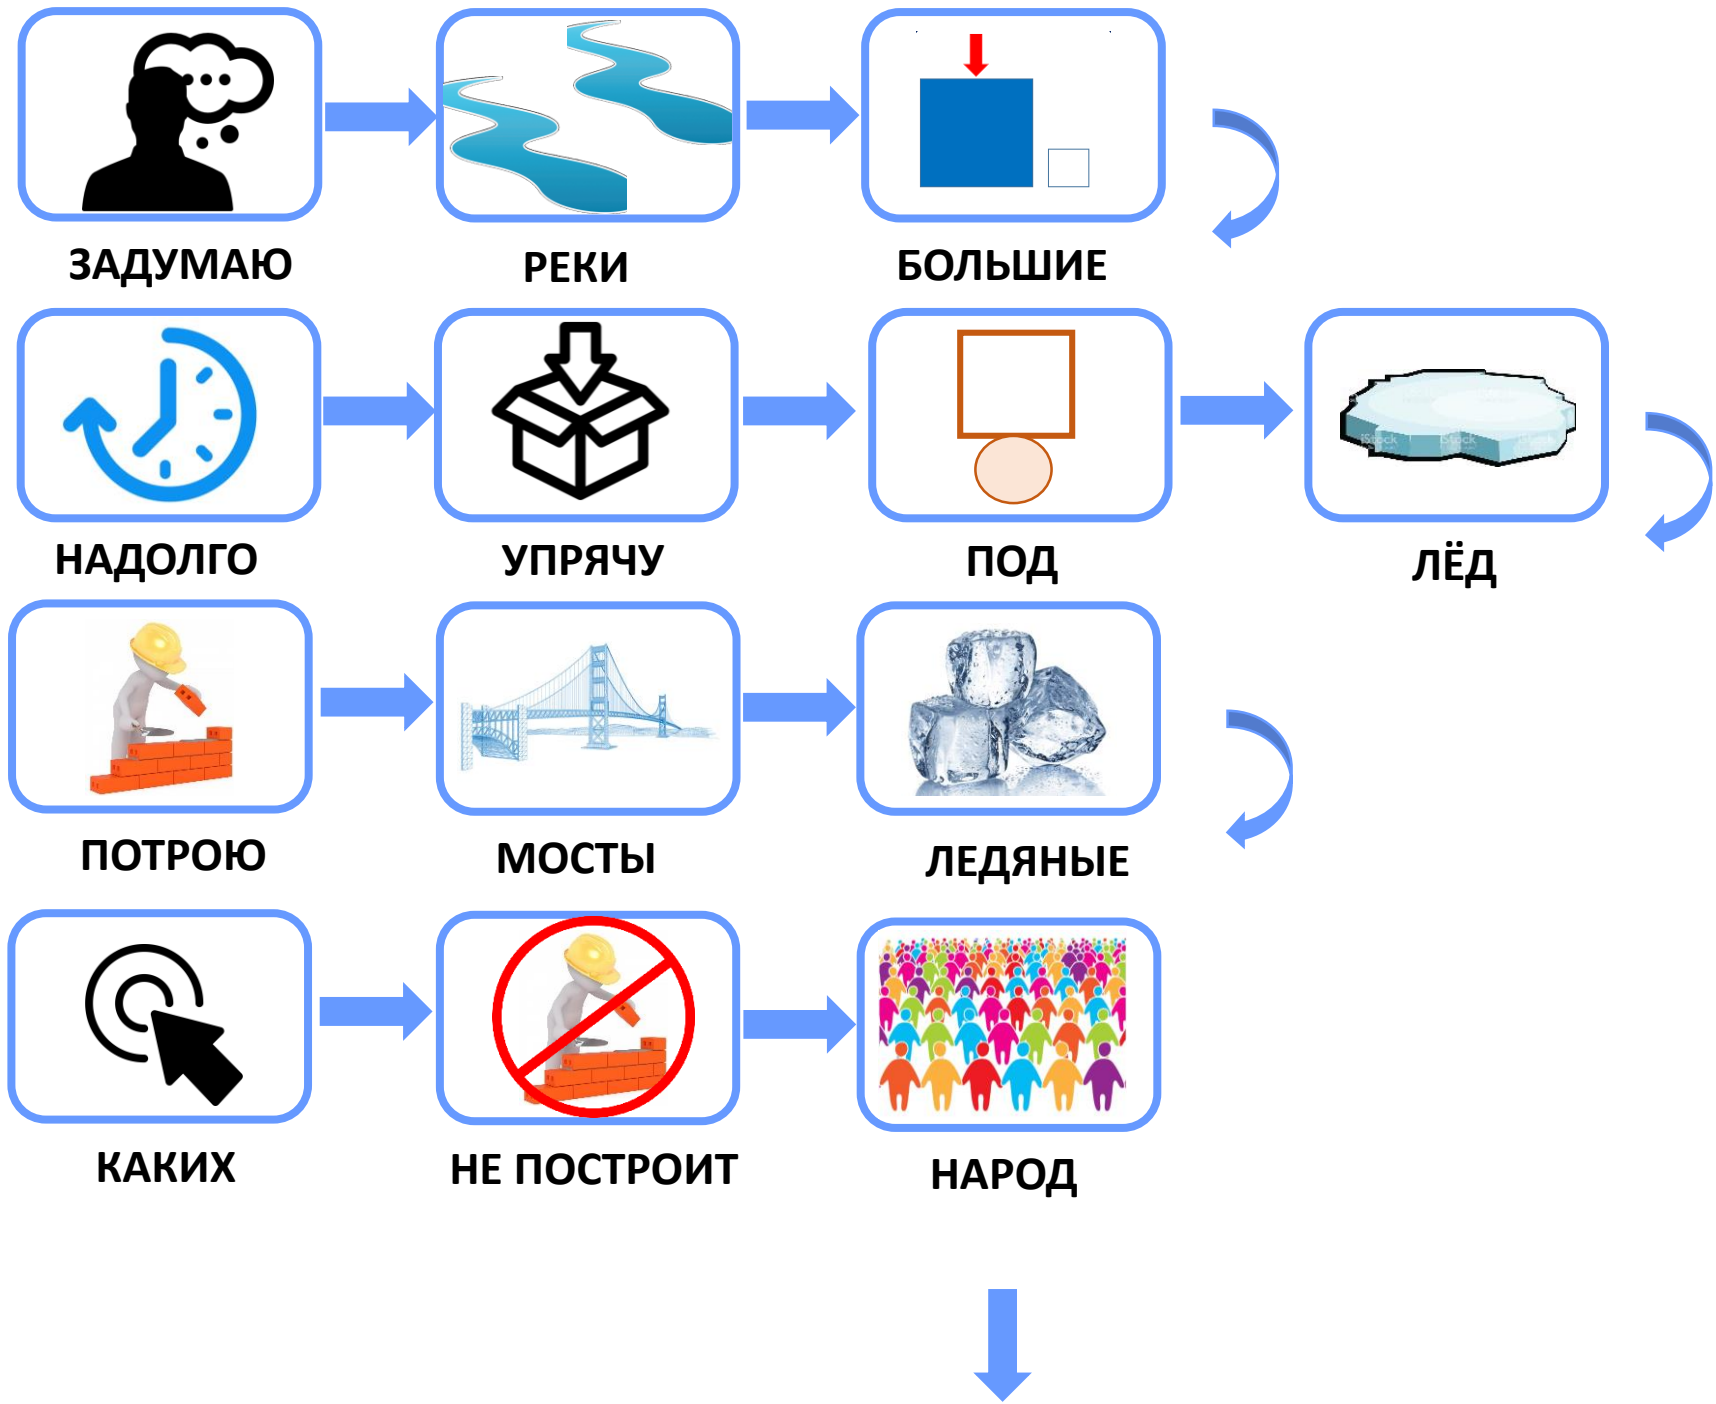 ЗАДУМАЮ РЕКИ БОЛЬШИЕ
НАДОЛГО УПРЯЧУ ПОД ЛЁД
ПОТРОЮ МОСТЫ ЛЕДЯНЫЕ
КАКИХ НЕ ПОСТРОИТ НАРОД